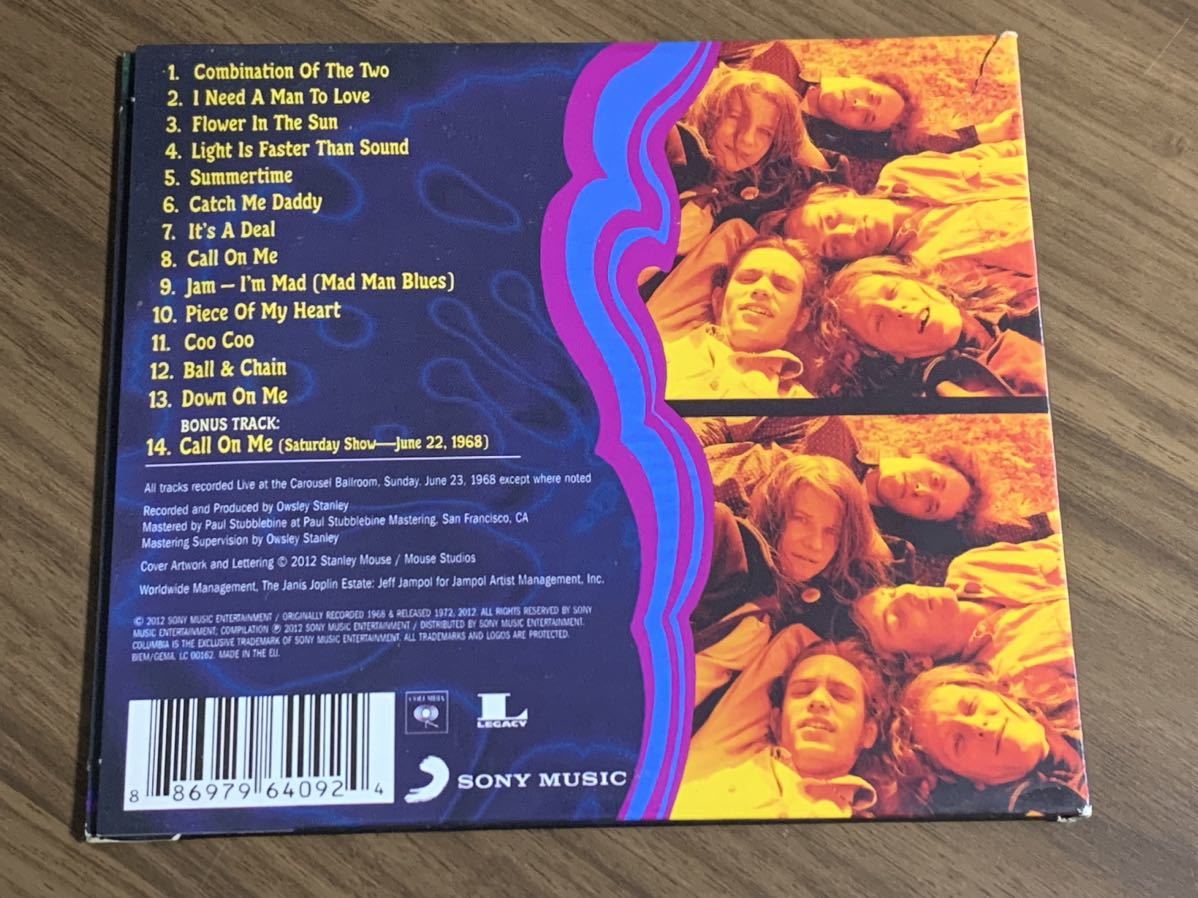 1. Combination Of The Two
2. I Need A Man To Love
3. Flower In The Sun
4. Light Is Faster Than Sound
5. Summertime
6. Catch Me Daddy
7. It's A Deal
8. Call On Me
9. Jam – I'm Mad (Mad Man Blues)
10. Piece Of My Heart
11. Coo Coo
12. Ball & Chain
13. Down On Me
BONUS TRACK:
14. Call On Me (Saturday Show—June 22, 1968)
All tracks recorded Live at the Carousel Ballroom, Sunday, June 23, 1968 except where noted
Recorded and Produced by Owsley Stanley
Mastered by Paul Stubblebine at Paul Stubblebine Mastering, San Francisco, CA
Mastering Supervision by Owsley Stanley
Cover Artwork and Lettering © 2012 Stanley Mouse / Mouse Studios
Worldwide Management, The Janis Joplin Estate: Jeff Jampol for Jampol Artist Management, Inc.
© 2012 SONY MUSIC ENTERTAINMENT / ORIGINALLY RECORDED 1968 & RELEASED 1972, 2012. ALL RIGHTS RESERVED BY SONY
MUSIC ENTERTAINMENT; COMPILATION ℗ 2012 SONY MUSIC ENTERTAINMENT / DISTRIBUTED BY SONY MUSIC ENTERTAINMENT.
COLUMBIA IS THE EXCLUSIVE TRADEMARK OF SONY MUSIC ENTERTAINMENT. ALL TRADEMARKS AND LOGOS ARE PROTECTED.
BIEM/GEMA. LC 00162. MADE IN THE EU.
COLUMBIA
L
LEGACY
SONY MUSIC
8 86979 64092 4